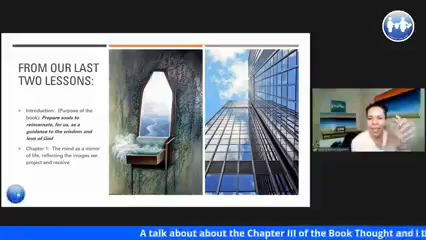 FROM OUR LAST
TWO LESSONS:
Introduction: (Purpose of the
book): Prepare souls to
reincarnate, for us, as a
guidance to the wisdom and
love of God
Chapter 1: The mind as a mirror
of life, reflecting the images we
project and receive
A talk about about the Chapter III of the Book Thought and l